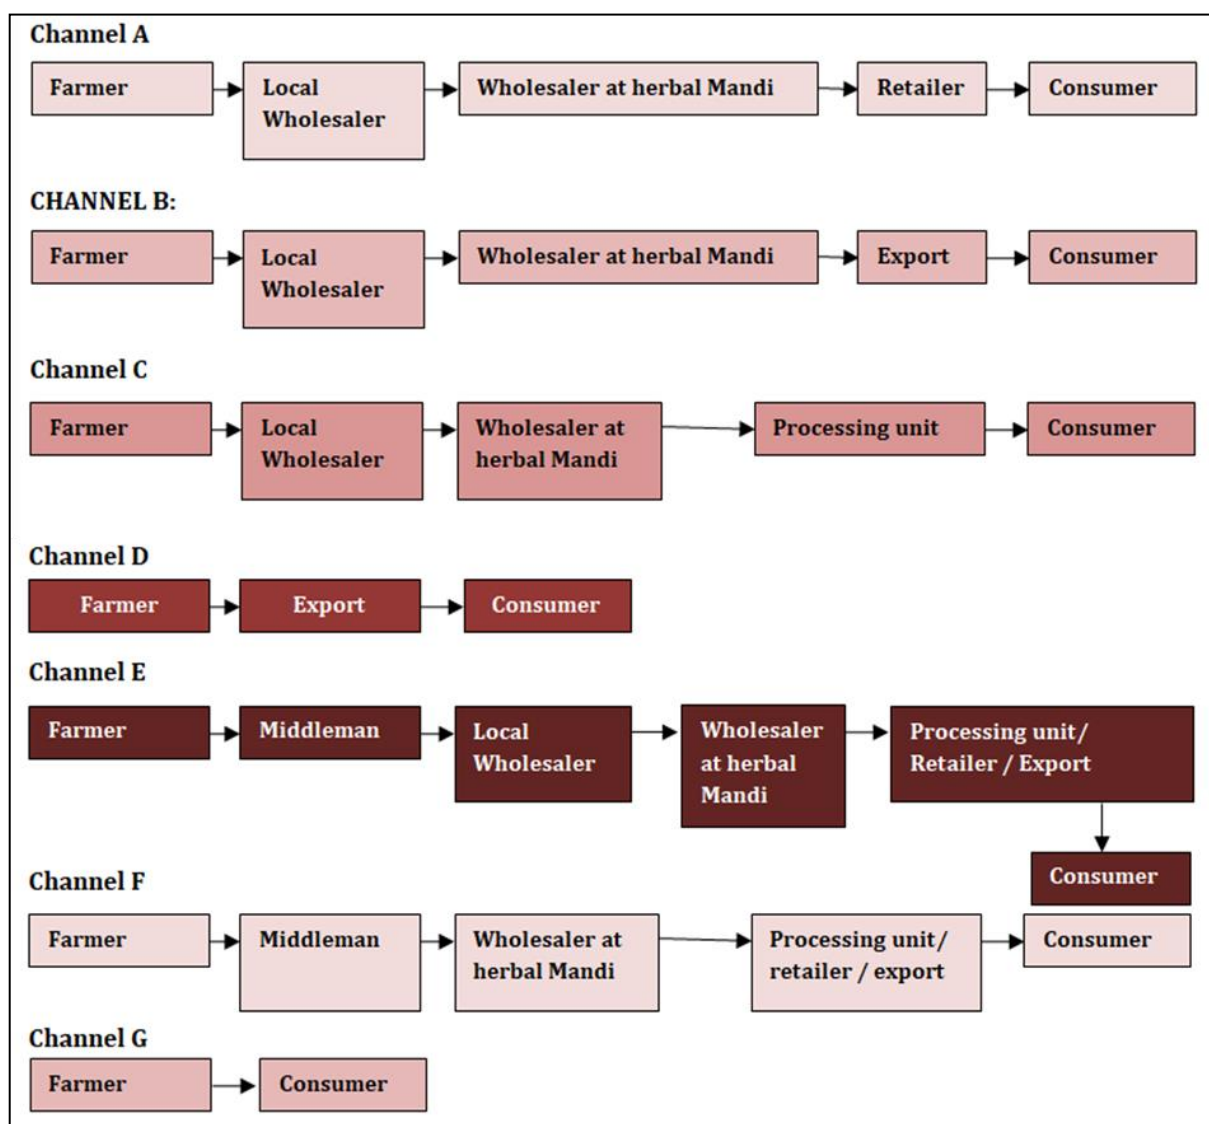 Channel A
Farmer
Local
Wholesaler
Wholesaler at herbal Mandi
Retailer
Consumer
CHANNEL B:
Farmer
Local
Wholesaler
Wholesaler at herbal Mandi
Export
Consumer
Channel C
Farmer
Local
Wholesaler
Wholesaler at
herbal Mandi
Processing unit
Consumer
Channel D
Farmer
Export
Consumer
Channel E
Farmer
Middleman
Local
Wholesaler
Wholesaler
at herbal
Mandi
Processing unit/
Retailer / Export
Consumer
Channel F
Farmer
Middleman
Wholesaler at
herbal Mandi
Processing unit/
retailer / export
Consumer
Channel G
Farmer
Consumer